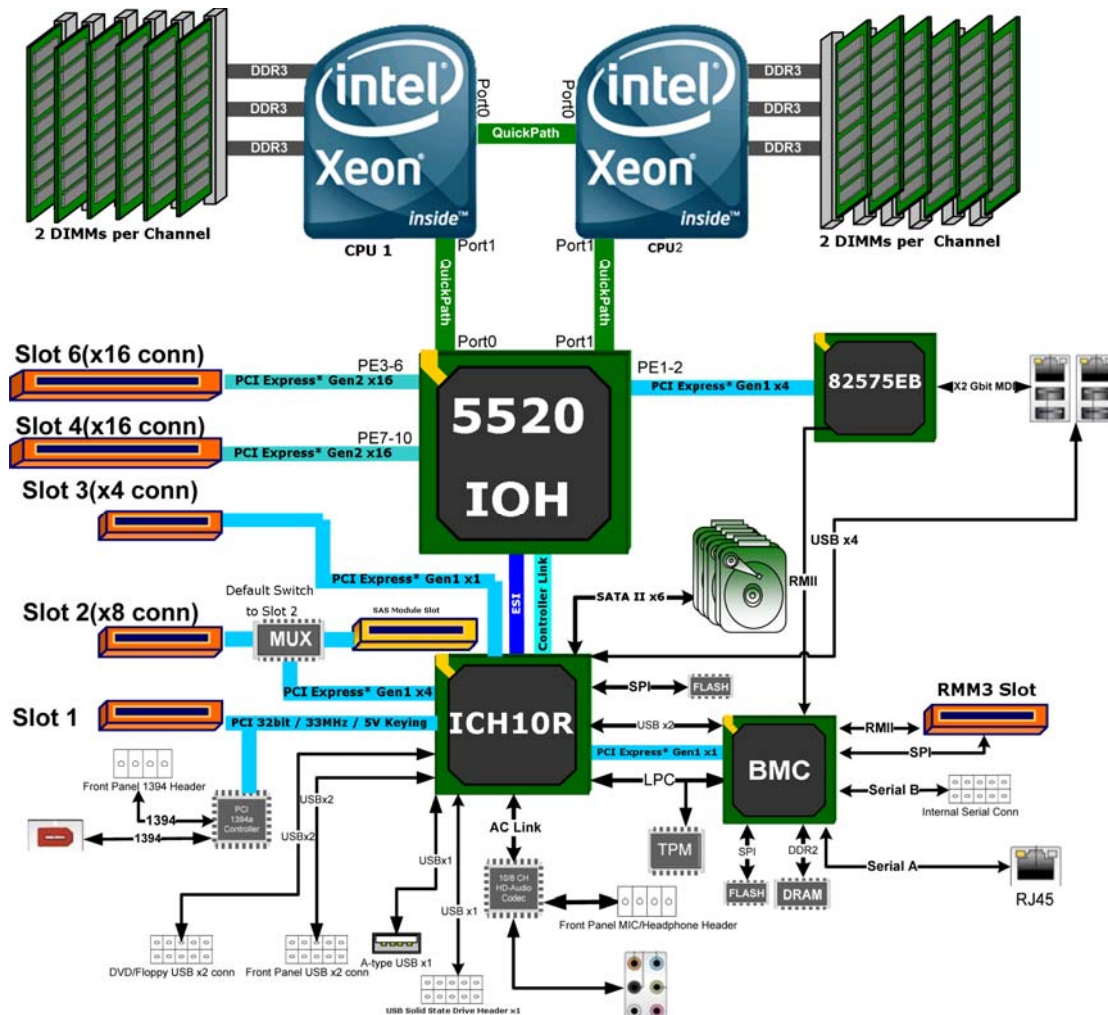 DDR3
DDR3
DDR3
intel
Xeon®
inside™
Port0
QuickPath
Port0
intel
Xeon®
inside™
DDR3
DDR3
DDR3
2 DIMMs per Channel
CPU 1
Port1
Port1
CPU2
2 DIMMs per Channel
QuickPath
QuickPath
Port0
Port1
Slot 6(x16 conn)
PE3-6
PCI Express* Gen2 x16
PE1-2
PCI Express* Gen1 x4
82575EB
X2 Gbit MDI
5520
IOH
Slot 4(x16 conn)
PE7-10
PCI Express* Gen2 x16
Slot 3(x4 conn)
PCI Express* Gen1 x1
ESI
Controller Link
RMII
USB x4
SATA II x6
Default Switch
to Slot 2
Slot 2(x8 conn)
MUX
SAS Module Slot
PCI Express* Gen1 x4
SPI
FLASH
Slot 1
PCI 32bit / 33MHz / 5V Keying
ICH10R
USB x2
PCI Express* Gen1 x1
LPC
BMC
RMII
RMM3 Slot
SPI
Serial B
Internal Serial Conn
Front Panel 1394 Header
1394
1394
PCI
1394a
Controller
USBx2
USBx2
USBx1
USB x1
AC Link
TPM
SPI
FLASH
DDR2
DRAM
Serial A
RJ45
10/8 CH
HD-Audio
Codec
Front Panel MIC/Headphone Header
DVD/Floppy USB x2 conn
Front Panel USB x2 conn
A-type USB x1
USB Solid State Drive Header x1